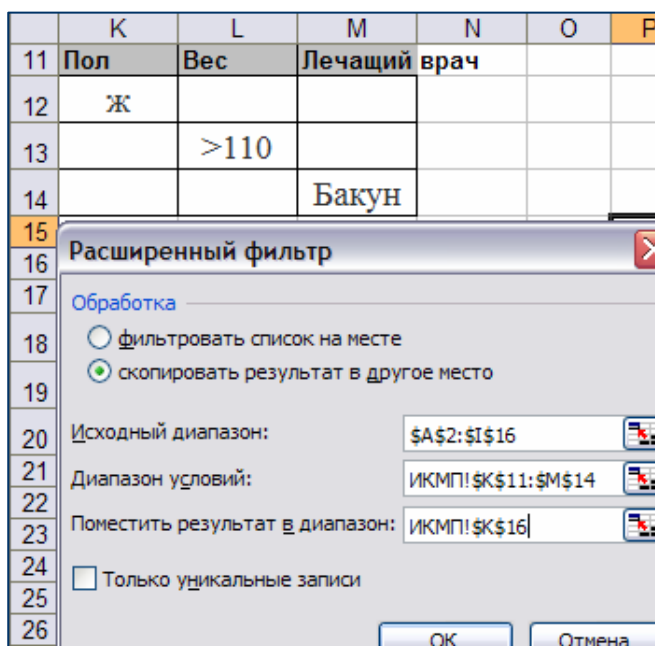 K L M N O P
11 Пол Вес Лечащий врач
12 ж
13 >110
14 Бакун
15
16 Расширенный фильтр
17 Обработка
18 фильтровать список на месте
19 скопировать результат в другое место
20 Исходный диапазон: $A$2:$I$16
21 Диапазон условий: ИКМП!$K$11:$M$14
22
23 Поместить результат в диапазон: ИКМП!$K$16
24 Только уникальные записи
25
26 ОК Отмена